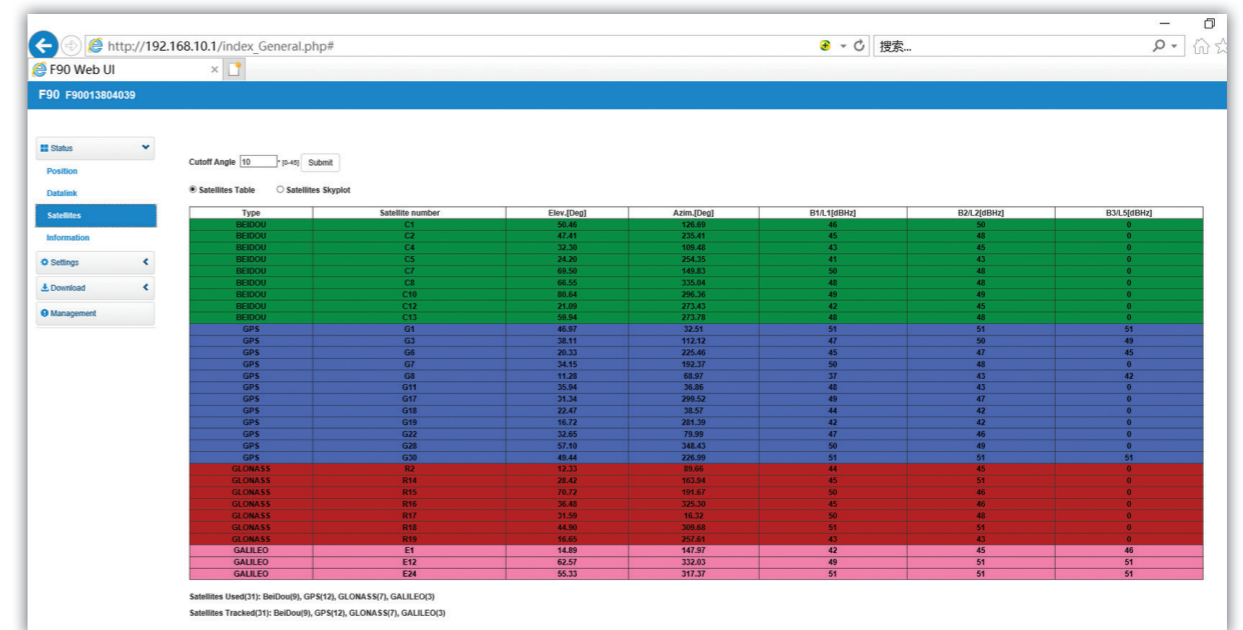 http://192.168.10.1/index_General.php#
搜索...
F90 Web UI
F90 F90013804039
Status
Position
Datalink
Satellites
Information
Settings
Download
Management
Cutoff Angle 10 ° [0-45] Submit
Satellites Table Satellites Skyplot
Type Satellite number Elev.[Deg] Azim.[Deg] B1/L1[dBHz] B2/L2[dBHz] B3/L5[dBHz]
BEIDOU C1 50.46 126.69 46 50 0
BEIDOU C2 47.41 235.41 45 48 0
BEIDOU C4 32.30 109.48 43 45 0
BEIDOU C5 24.20 254.35 41 43 0
BEIDOU C7 69.50 149.83 50 48 0
BEIDOU C8 66.55 335.04 48 48 0
BEIDOU C10 80.64 296.36 49 49 0
BEIDOU C12 21.09 273.43 42 45 0
BEIDOU C13 59.94 273.78 48 48 0
GPS G1 46.97 32.51 51 51 51
GPS G3 38.11 112.12 47 50 49
GPS G6 20.33 225.46 45 47 45
GPS G7 34.15 192.37 50 48 0
GPS G8 11.28 68.97 37 43 42
GPS G11 35.94 36.86 48 43 0
GPS G17 31.34 299.52 49 47 0
GPS G18 22.47 38.57 44 42 0
GPS G19 16.72 281.39 42 42 0
GPS G22 32.65 79.99 47 46 0
GPS G28 57.10 348.43 50 49 0
GPS G30 49.44 226.99 51 51 51
GLONASS R2 12.33 89.66 44 45 0
GLONASS R14 28.42 163.94 45 51 0
GLONASS R15 70.72 191.67 50 46 0
GLONASS R16 36.48 325.30 45 46 0
GLONASS R17 31.59 16.32 50 48 0
GLONASS R18 44.90 309.68 51 51 0
GLONASS R19 16.65 257.61 43 43 0
GALILEO E1 14.89 147.97 42 45 46
GALILEO E12 62.57 332.03 49 51 51
GALILEO E24 55.33 317.37 51 51 51
Satellites Used(31): BeiDou(9), GPS(12), GLONASS(7), GALILEO(3)
Satellites Tracked(31): BeiDou(9), GPS(12), GLONASS(7), GALILEO(3)